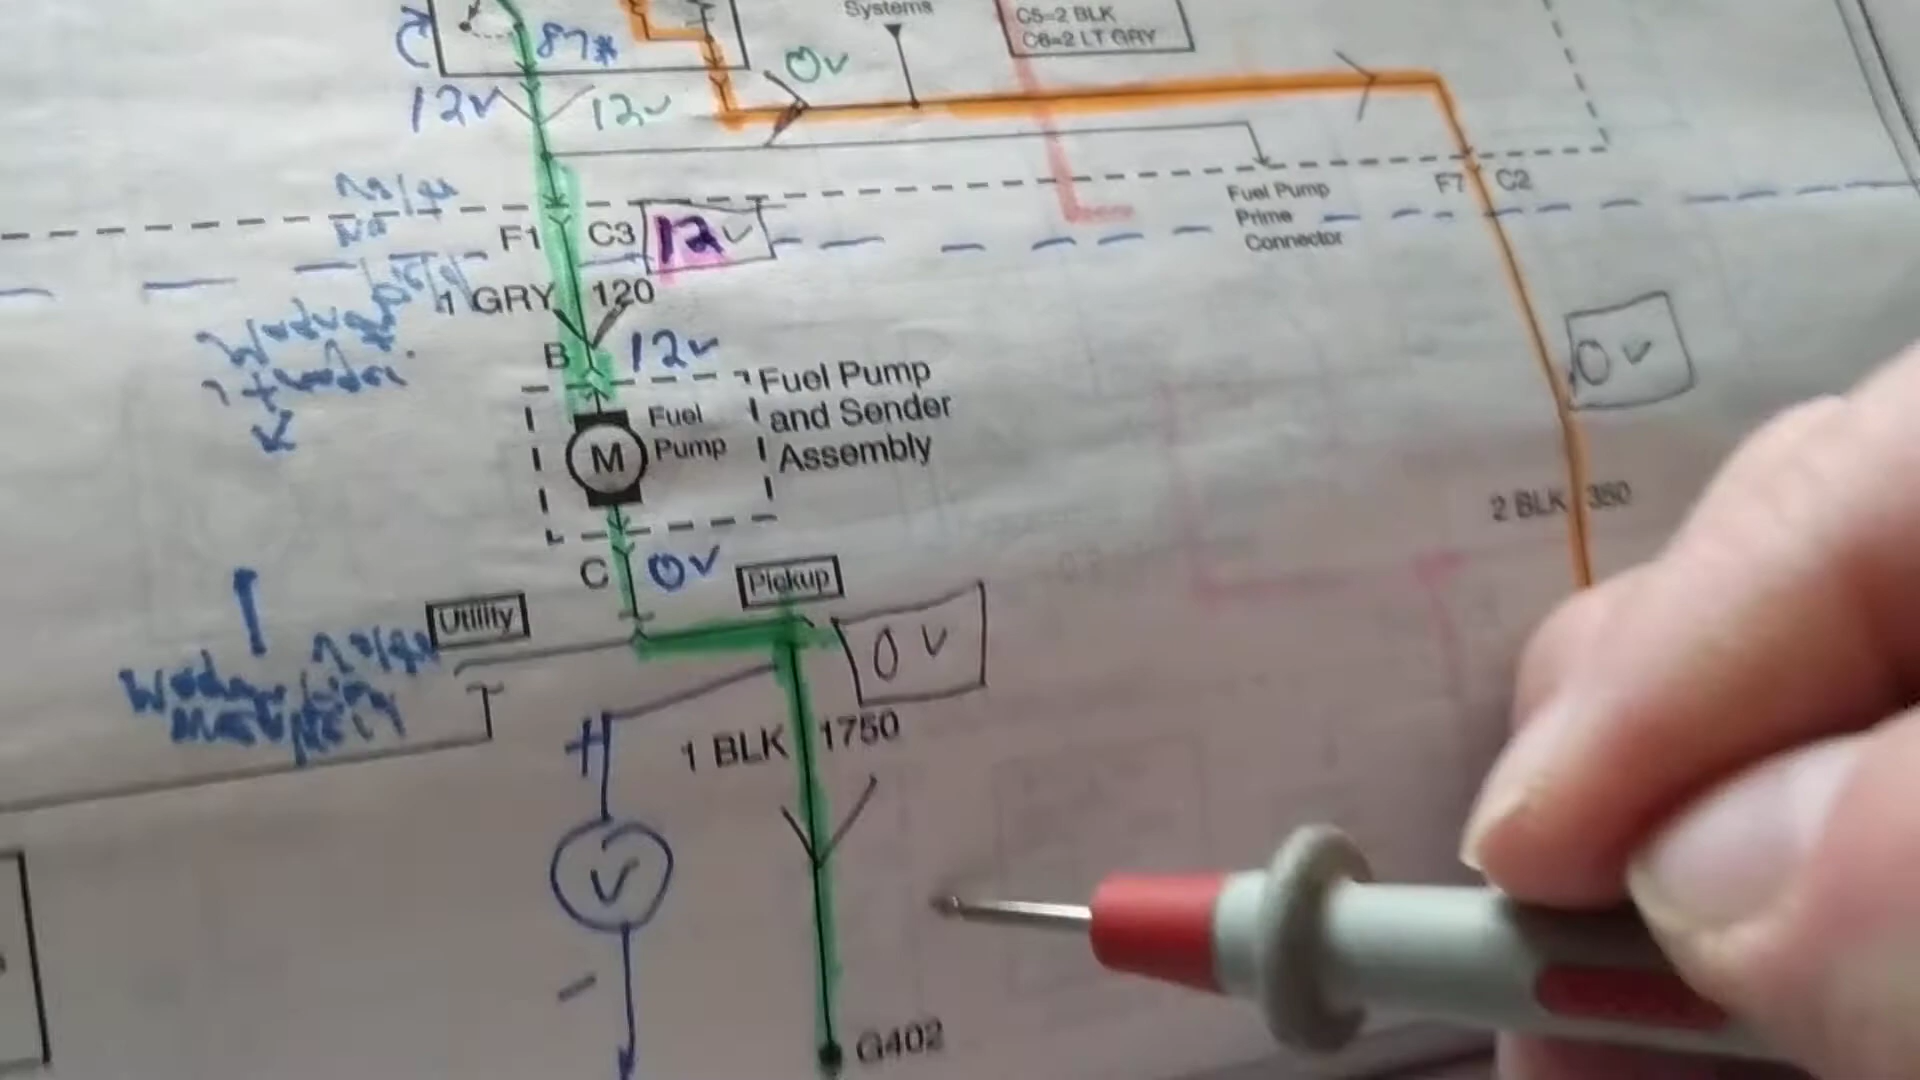 Systems
C5=2 BLK
C6=2 LT GRY
87*
0v
12v
12v
Fuel Pump
Prime
Connector
F7 C2
F1 C3 12v
1 GRY 120
0v
B 12v
Fuel Pump
and Sender
Assembly
Fuel
Pump
M
2 BLK 350
C 0v
Pickup
Utility
0 v
1 BLK 1750
+
V
G402